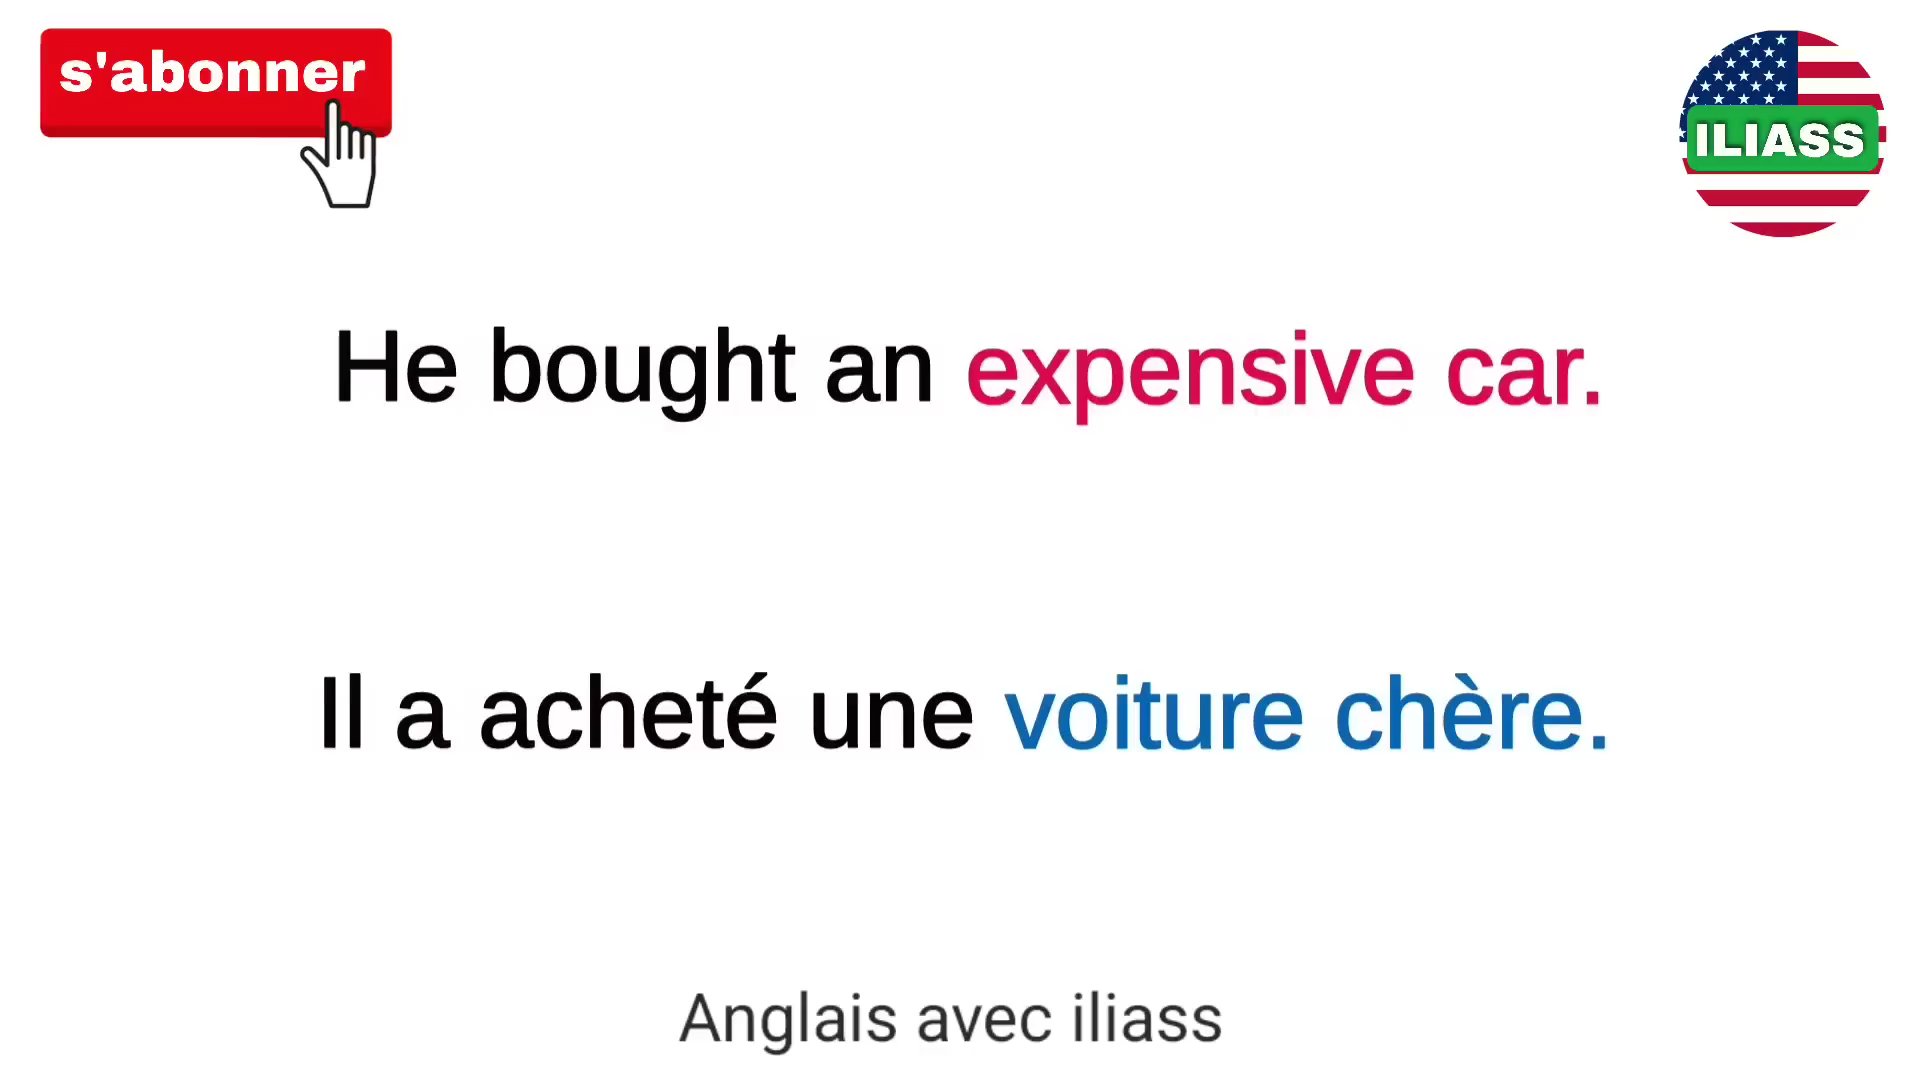 s'abonner
ILIASS
He bought an expensive car.
Il a acheté une voiture chère.
Anglais avec iliass